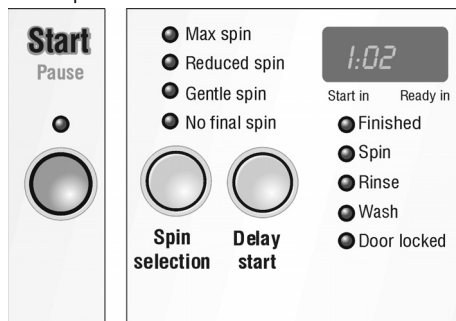 Start
Pause
Max spin
Reduced spin
Gentle spin
No final spin
Spin
selection
Delay
start
1:02
Start in Ready in
Finished
Spin
Rinse
Wash
Door locked